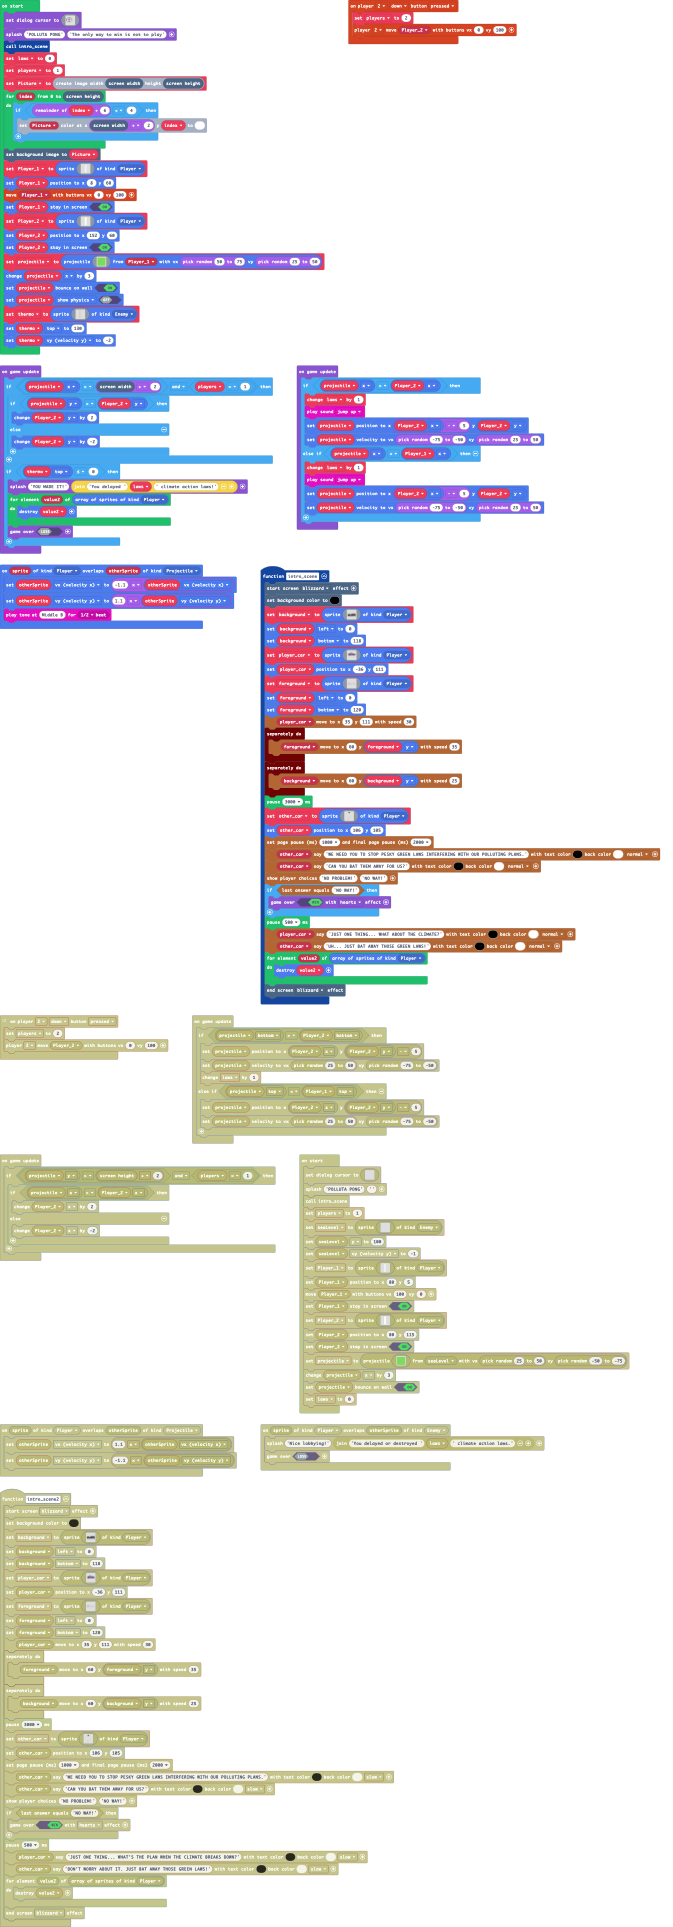 on start
set dialog cursor to
splash "POLLUTA PONG" "The only way to win is not to play"
call intro_scene
set laws to 0
set players to 1
set Picture to create image width screen width height screen height
for index from 0 to screen height
do if remainder of index ÷ 6 < 4 then
set Picture color at x screen width ÷ 2 y index to
set background image to Picture
set Player_1 to sprite of kind Player
set Player_1 position to x 8 y 60
move Player_1 with buttons vx 0 vy 100
set Player_1 stay in screen ON
set Player_2 to sprite of kind Player
set Player_2 position to x 152 y 60
set Player_2 stay in screen ON
set projectile to projectile from Player_1 with vx pick random 50 to 75 vy pick random 25 to 50
change projectile x by 3
set projectile bounce on wall ON
set projectile show physics OFF
set thermo to sprite of kind Enemy
set thermo top to 130
set thermo vy (velocity y) to -2
on player 2 down button pressed
set players to 2
player 2 move Player_2 with buttons vx 0 vy 100
on game update
if projectile x > screen width ÷ 2 and players = 1 then
if projectile y > Player_2 y then
change Player_2 y by 2
else
change Player_2 y by -2
if thermo top ≤ 0 then
splash "YOU MADE IT!" join "You delayed " laws " climate action laws!"
for element value2 of array of sprites of kind Player
do destroy value2
game over LOSE
on game update
if projectile x > Player_2 x then
change laws by 1
play sound jump up
set projectile position to x Player_2 x - 5 y Player_2 y
set projectile velocity to vx pick random -75 to -50 vy pick random 25 to 50
else if projectile x < Player_1 x then
change laws by 1
play sound jump up
set projectile position to x Player_2 x - 5 y Player_2 y
set projectile velocity to vx pick random -75 to -50 vy pick random 25 to 50
on sprite of kind Player overlaps otherSprite of kind Projectile
set otherSprite vx (velocity x) to -1.1 x otherSprite vx (velocity x)
set otherSprite vy (velocity y) to 1.1 x otherSprite vy (velocity y)
play tone at Middle B for 1/2 beat
function intro_scene
start screen blizzard effect
set background color to
set background to sprite of kind Player
set background left to 0
set background bottom to 110
set player_car to sprite of kind Player
set player_car position to x -36 y 111
set foreground to sprite of kind Player
set foreground left to 0
set foreground bottom to 120
player_car move to x 35 y 111 with speed 30
separately do
foreground move to x 60 y foreground y with speed 35
separately do
background move to x 60 y background y with speed 25
pause 3000 ms
set other_car to sprite of kind Player
set other_car position to x 106 y 105
set page pause (ms) 1000 and final page pause (ms) 2000
other_car say "WE NEED YOU TO STOP PESKY GREEN LAWS INTERFERING WITH OUR POLLUTING PLANS." with text color back color normal
other_car say "CAN YOU BAT THEM AWAY FOR US?" with text color back color normal
show player choices "NO PROBLEM!" "NO WAY!"
if last answer equals "NO WAY!" then
game over WIN with hearts effect
pause 500 ms
player_car say "JUST ONE THING... WHAT ABOUT THE CLIMATE?" with text color back color normal
other_car say "UH... JUST BAT AWAY THOSE GREEN LAWS!" with text color back color normal
for element value2 of array of sprites of kind Player
do destroy value2
end screen blizzard effect
on player 2 down button pressed
set players to 2
player 2 move Player_2 with buttons vx 0 vy 100
on game update
if projectile bottom > Player_2 bottom then
set projectile position to x Player_2 x y Player_2 y - 5
set projectile velocity to vx pick random 25 to 50 vy pick random -75 to -50
change laws by 1
else if projectile top < Player_1 top then
set projectile position to x Player_2 x y Player_2 y - 5
set projectile velocity to vx pick random 25 to 50 vy pick random -75 to -50
on game update
if projectile y > screen height ÷ 2 and players = 1 then
if projectile x > Player_2 x then
change Player_2 x by 2
else
change Player_2 x by -2
on start
set dialog cursor to
splash "POLLUTA PONG" ""
call intro_scene
set players to 1
set seaLevel to sprite of kind Enemy
set seaLevel y to 180
set seaLevel vy (velocity y) to -1
set Player_1 to sprite of kind Player
set Player_1 position to x 80 y 5
move Player_1 with buttons vx 100 vy 0
set Player_1 stay in screen ON
set Player_2 to sprite of kind Player
set Player_2 position to x 80 y 115
set Player_2 stay in screen ON
set projectile to projectile from seaLevel with vx pick random 25 to 50 vy pick random -50 to -75
change projectile x by 3
set projectile bounce on wall ON
set laws to 0
on sprite of kind Player overlaps otherSprite of kind Projectile
set otherSprite vx (velocity x) to 1.1 x otherSprite vx (velocity x)
set otherSprite vy (velocity y) to -1.1 x otherSprite vy (velocity y)
on sprite of kind Player overlaps otherSprite of kind Enemy
splash "Nice lobbying!" join "You delayed or destroyed " laws " climate action laws."
game over LOSE
function intro_scene2
start screen blizzard effect
set background color to
set background to sprite of kind Player
set background left to 0
set background bottom to 110
set player_car to sprite of kind Player
set player_car position to x -36 y 111
set foreground to sprite of kind Player
set foreground left to 0
set foreground bottom to 120
player_car move to x 35 y 111 with speed 30
separately do
foreground move to x 60 y foreground y with speed 35
separately do
background move to x 60 y background y with speed 25
pause 3000 ms
set other_car to sprite of kind Player
set other_car position to x 106 y 105
set page pause (ms) 1000 and final page pause (ms) 2000
other_car say "WE NEED YOU TO STOP PESKY GREEN LAWS INTERFERING WITH OUR POLLUTING PLANS." with text color back color slow
other_car say "CAN YOU BAT THEM AWAY FOR US?" with text color back color slow
show player choices "NO PROBLEM!" "NO WAY!"
if last answer equals "NO WAY!" then
game over WIN with hearts effect
pause 500 ms
player_car say "JUST ONE THING... WHAT'S THE PLAN WHEN THE CLIMATE BREAKS DOWN?" with text color back color slow
other_car say "DON'T WORRY ABOUT IT. JUST BAT AWAY THOSE GREEN LAWS!" with text color back color slow
for element value2 of array of sprites of kind Player
do destroy value2
end screen blizzard effect